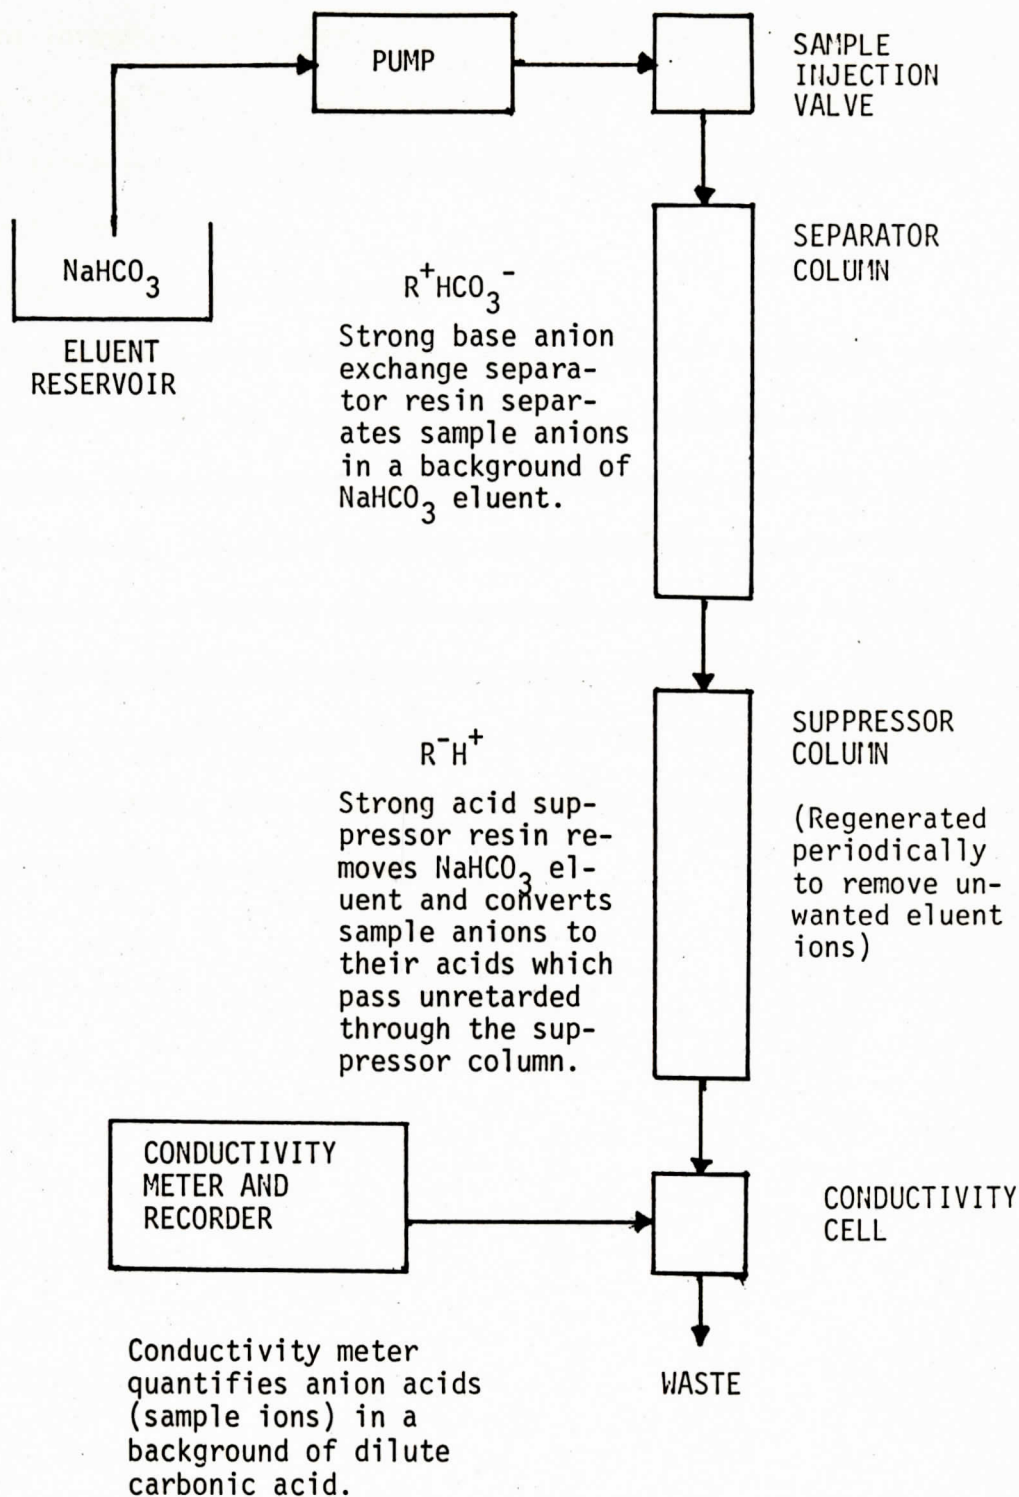 PUMP
SAMPLE
INJECTION
VALVE
NaHCO3
ELUENT
RESERVOIR
SEPARATOR
COLUMN
R+HCO3-
Strong base anion
exchange separa-
tor resin separ-
ates sample anions
in a background of
NaHCO3 eluent.
R-H+
Strong acid sup-
pressor resin re-
moves NaHCO3 el-
uent and converts
sample anions to
their acids which
pass unretarded
through the sup-
pressor column.
SUPPRESSOR
COLUMN
(Regenerated
periodically
to remove un-
wanted eluent
ions)
CONDUCTIVITY
METER AND
RECORDER
CONDUCTIVITY
CELL
Conductivity meter
quantifies anion acids
(sample ions) in a
background of dilute
carbonic acid.
WASTE